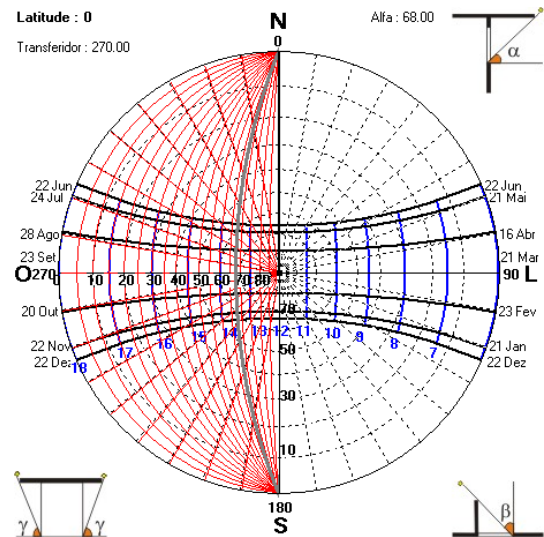 Latitude : 0
N
Alfa : 68.00
Transferidor : 270.00
0
α
22 Jun
22 Jun
24 Jul
21 Mai
28 Ago
16 Abr
23 Set
21 Mar
O 270 0 10 30 40 50 60 70 80 90 L
20 Out
70
23 Fev
18 17 16 15 14 13 12 11 10 9 8 7
22 Nov
50
21 Jan
22 Dez
22 Dez
30
10
180
S
γ γ
β